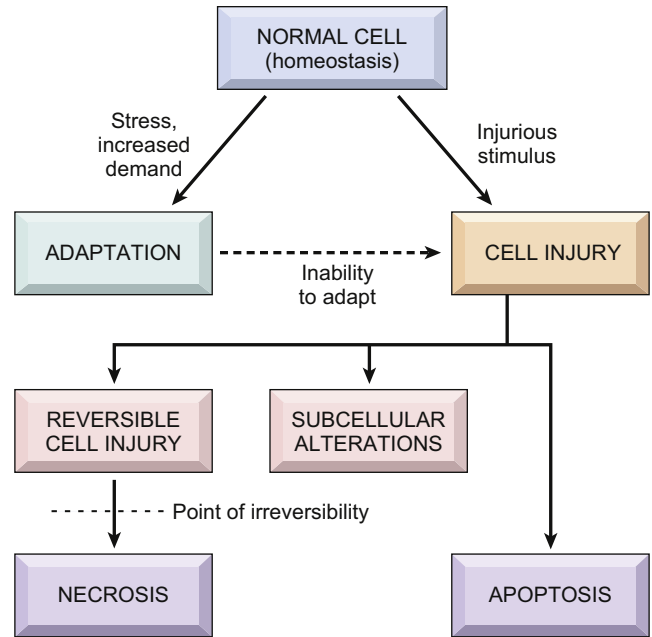 NORMAL CELL
(homeostasis)
Stress,
increased
demand
Injurious
stimulus
ADAPTATION
Inability
to adapt
CELL INJURY
REVERSIBLE
CELL INJURY
SUBCELLULAR
ALTERATIONS
Point of irreversibility
NECROSIS
APOPTOSIS